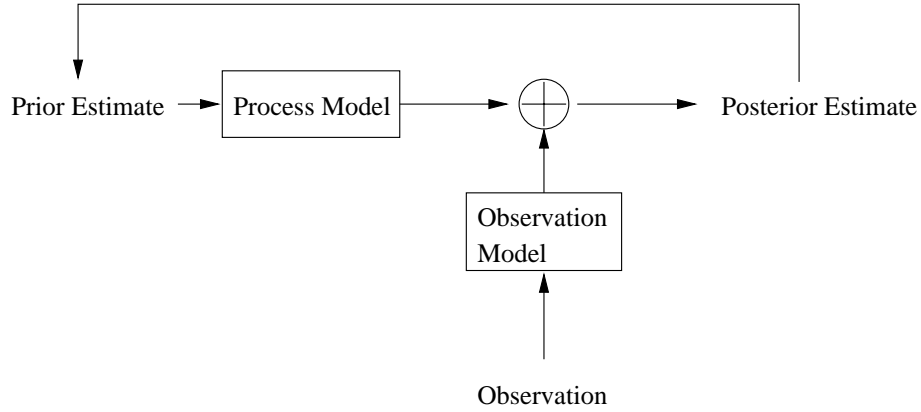 Prior Estimate
Process Model
Posterior Estimate
Observation
Model
Observation